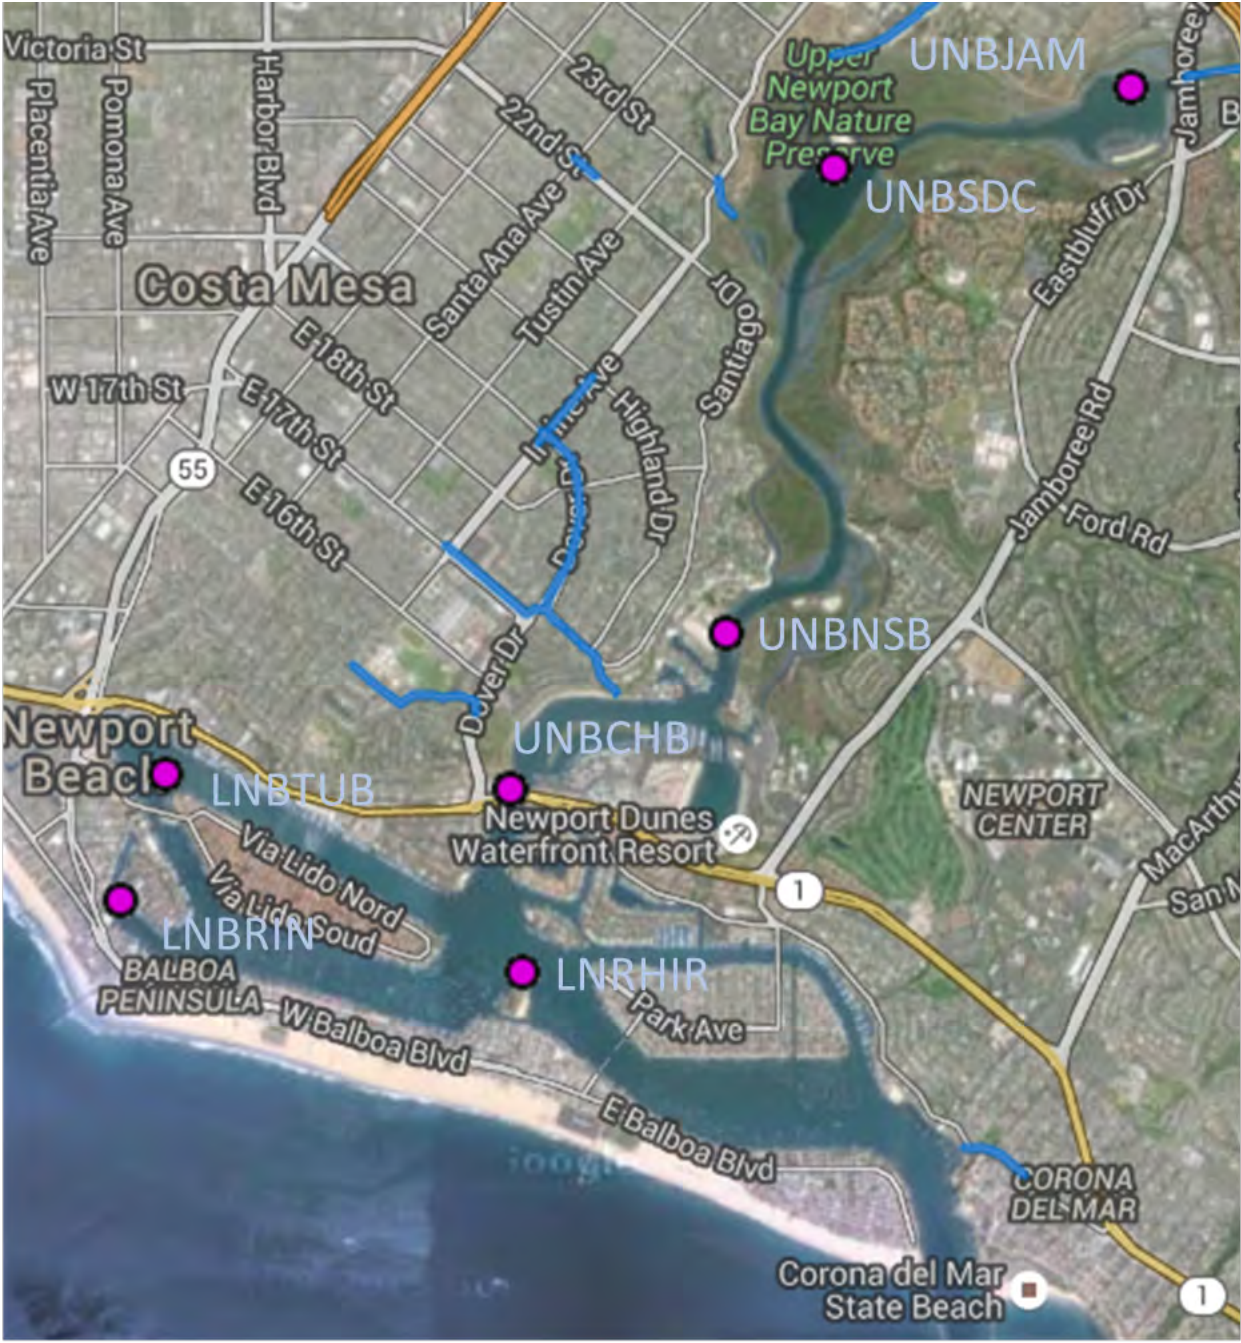 Victoria St
Placentia Ave
Pomona Ave
Harbor Blvd
23rd St
22nd St
Upper
Newport
Bay Nature
Preserve
UNBJAM
Jamboree
B
UNBSDC
Eastbluff Dr
Costa Mesa
Santa Ana Ave
Tustin Ave
Santiago Dr
E 18th St
W 17th St
E 17th St
Irvine Ave
Highland Dr
Jamboree Rd
55
E 16th St
Dover Dr
Ford Rd
UNBNSB
Dover Dr
Newport
Beach
UNBCHB
LNBTUB
Newport Dunes
Waterfront Resort
NEWPORT
CENTER
MacArthu
1
San M
Via Lido Nord
Via Lido Soud
LNBRIN
BALBOA
PENINSULA
LNRHIR
W Balboa Blvd
Park Ave
E Balboa Blvd
CORONA
DEL MAR
Corona del Mar
State Beach
1